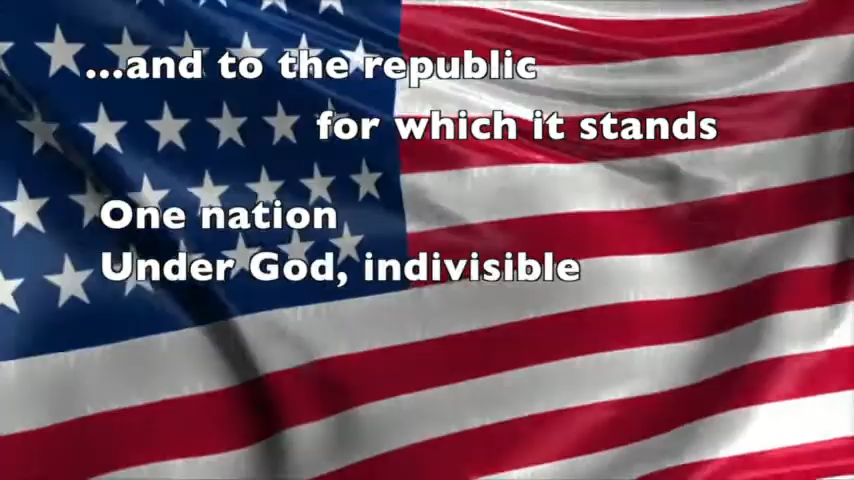 ...and to the republic
for which it stands
One nation
Under God, indivisible